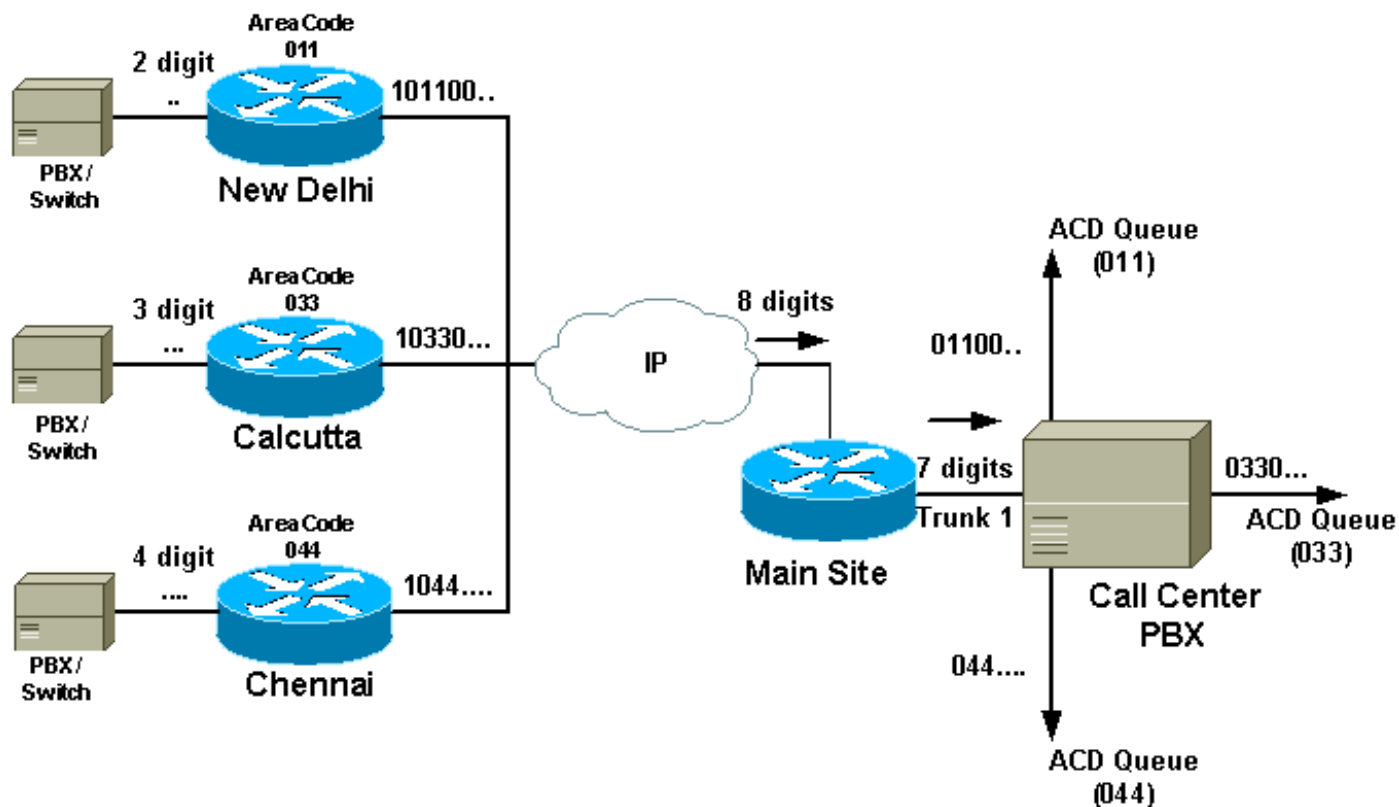 Area Code
011
2 digit
..
101100..
PBX /
Switch
New Delhi
Area Code
033
3 digit
...
10330...
PBX /
Switch
Calcutta
Area Code
044
4 digit
....
1044....
PBX /
Switch
Chennai
IP
8 digits
Main Site
7 digits
Trunk 1
ACD Queue
(011)
01100..
0330...
ACD Queue
(033)
Call Center
PBX
044....
ACD Queue
(044)